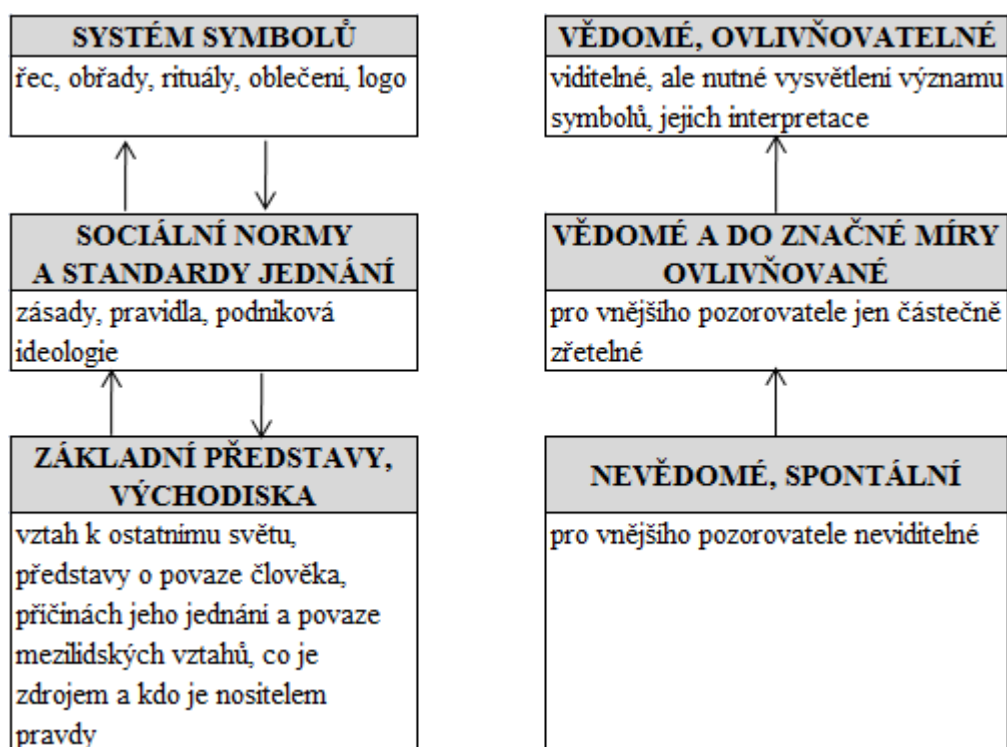 SYSTÉM SYMBOLŮ
řec, obřady, rituály, oblečení, logo
VĚDOMÉ, OVLIVŇOVATELNÉ
viditelné, ale nutné vysvětlení významu
symbolů, jejich interpretace
SOCIÁLNÍ NORMY
A STANDARDY JEDNÁNÍ
zásady, pravidla, podniková
ideologie
VĚDOMÉ A DO ZNAČNÉ MÍRY
OVLIVŇOVANÉ
pro vnějšího pozorovatele jen částečně
zřetelné
ZÁKLADNÍ PŘEDSTAVY,
VÝCHODISKA
vztah k ostatnímu světu,
představy o povaze člověka,
příčinách jeho jednání a povaze
mezilidských vztahů, co je
zdrojem a kdo je nositelem
pravdy
NEVĚDOMÉ, SPONTÁLNÍ
pro vnějšího pozorovatele neviditelné